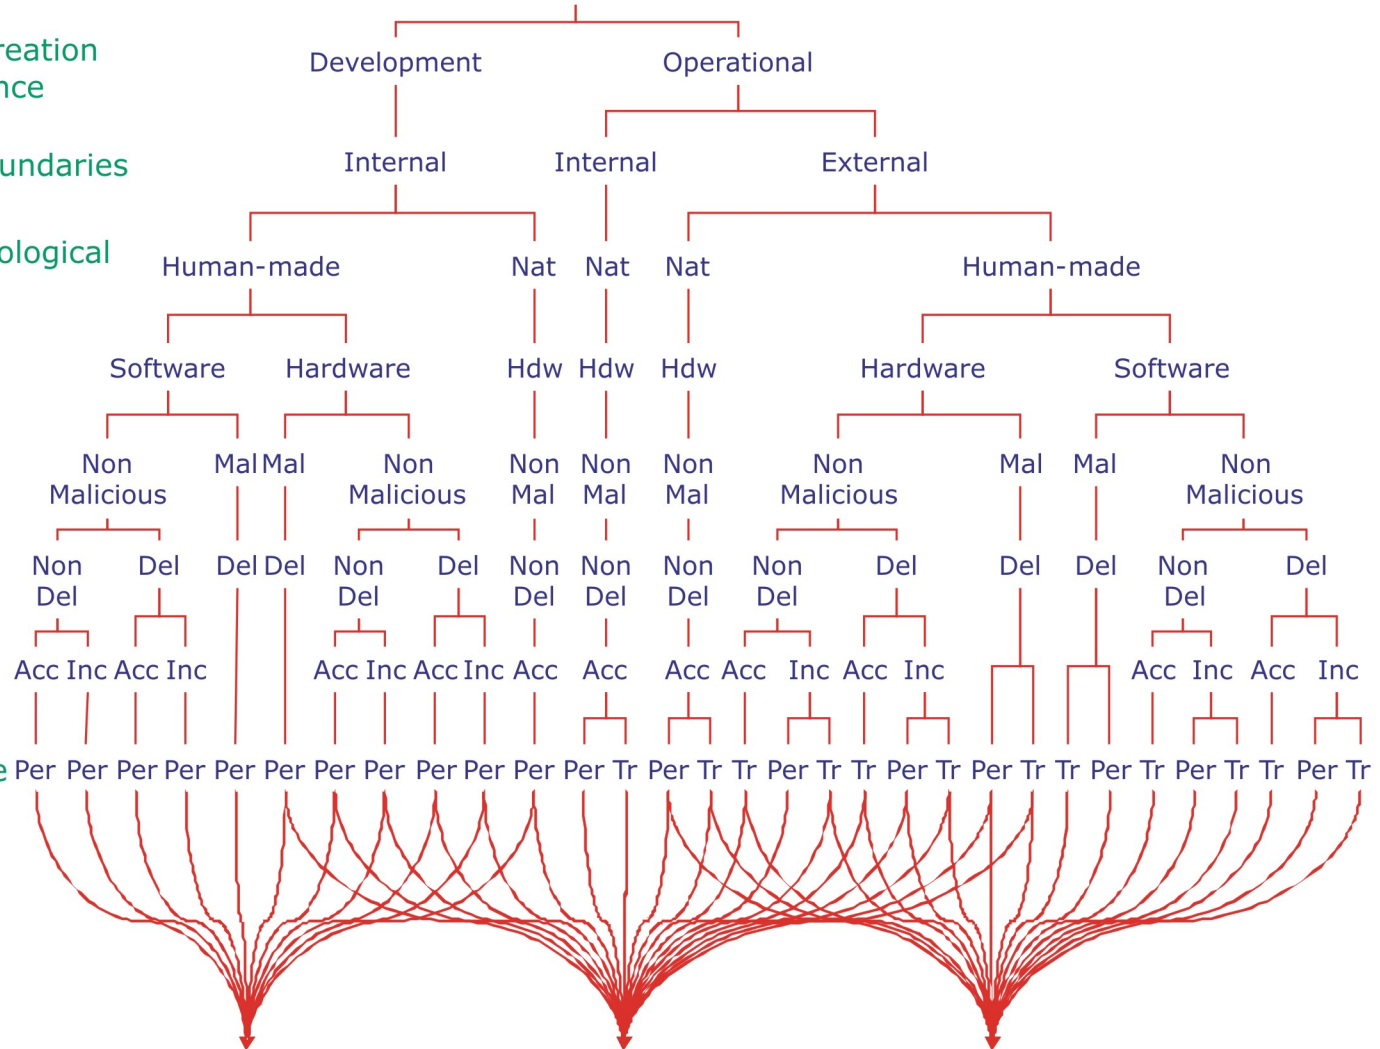 reation
nce
Development Operational
undaries
Internal Internal External
ological
Human-made Nat Nat Nat Human-made
Software Hardware Hdw Hdw Hdw Hardware Software
Non Mal Mal Non Non Non Non Non Mal Mal Non
Malicious Malicious Mal Mal Mal Malicious Malicious
Non Del Del Del Non Del Non Non Non Non Del Del Del Non Del
Del Del Del Del Del Del Del
Acc Inc Acc Inc Acc Inc Acc Inc Acc Acc Acc Acc Inc Acc Inc Acc Inc Acc Inc
e Per Per Per Per Per Per Per Per Per Per Per Per Tr Per Tr Tr Per Tr Tr Per Tr Per Tr Tr Per Tr Per Tr Tr Per Tr